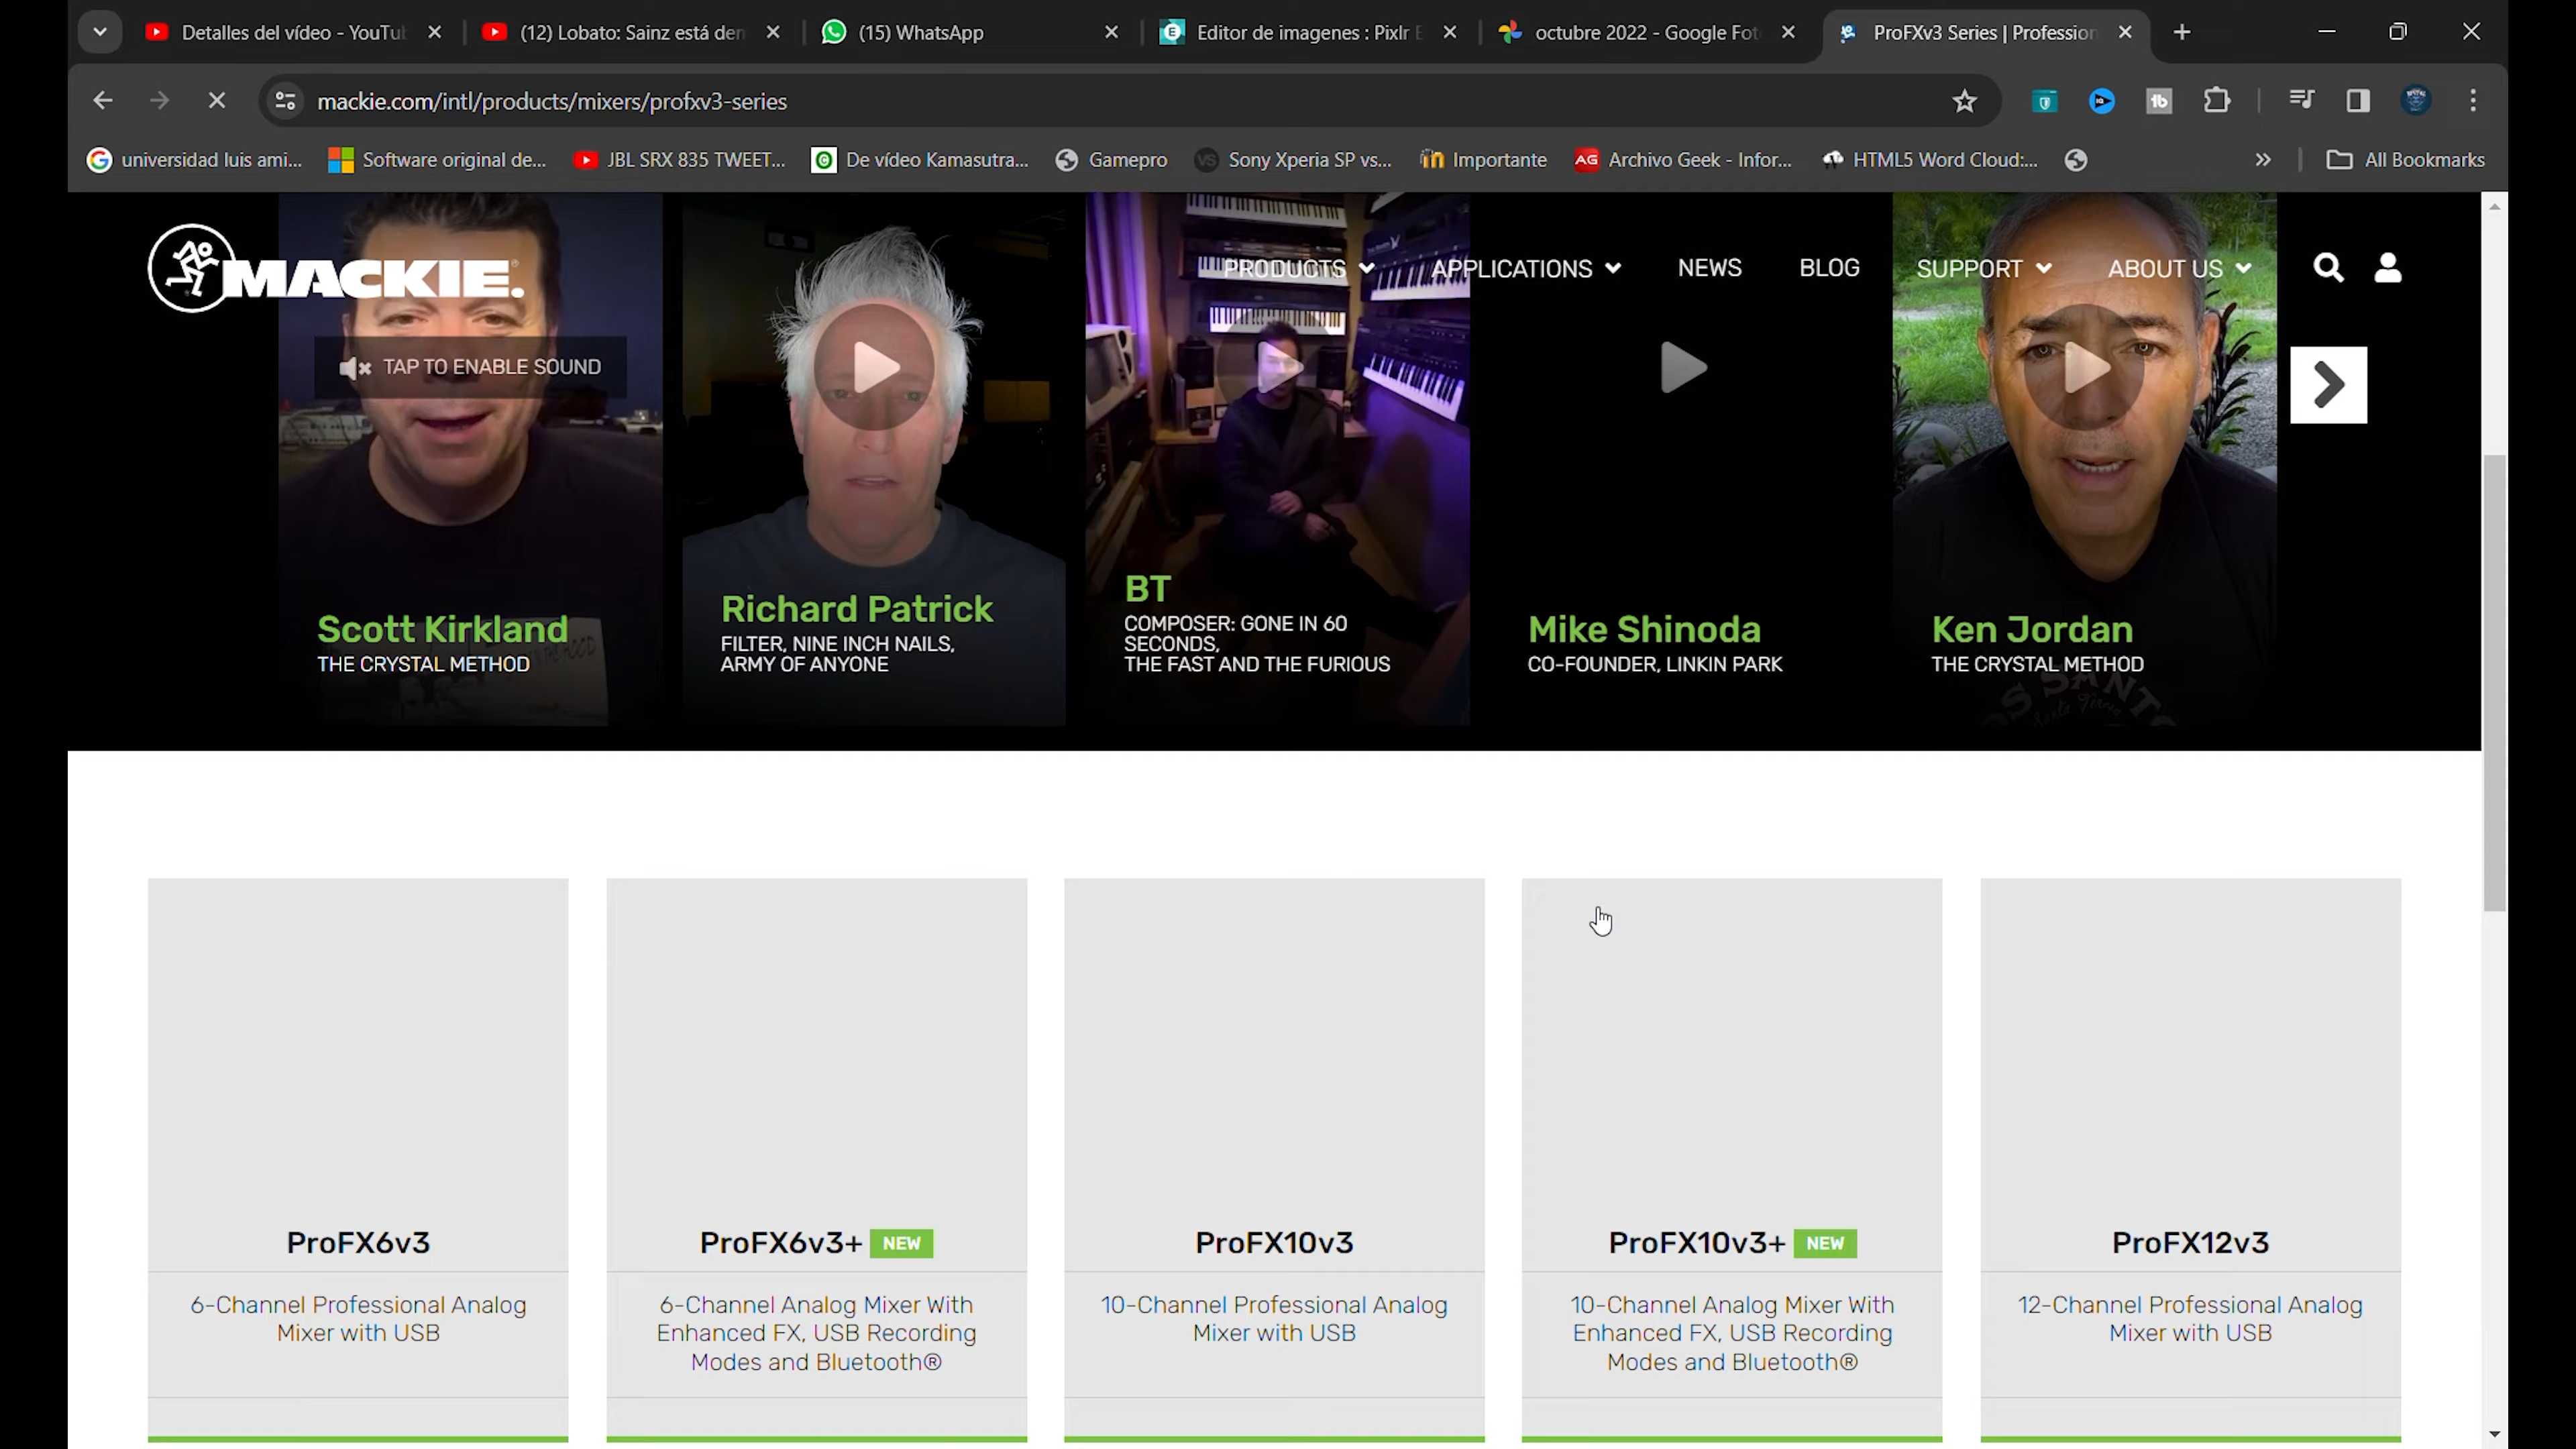 Detalles del vídeo - YouTu
(12) Lobato: Sainz está den
(15) WhatsApp
Editor de imagenes : Pixlr E
octubre 2022 - Google Fot
ProFXv3 Series | Profession
mackie.com/intl/products/mixers/profxv3-series
universidad luis ami...
Software original de...
JBL SRX 835 TWEET...
De vídeo Kamasutra...
Gamepro
Sony Xperia SP vs...
Importante
Archivo Geek - Infor...
HTML5 Word Cloud:...
All Bookmarks
MACKIE.
PRODUCTS
APPLICATIONS
NEWS
BLOG
SUPPORT
ABOUT US
TAP TO ENABLE SOUND
Scott Kirkland
THE CRYSTAL METHOD
Richard Patrick
FILTER, NINE INCH NAILS,
ARMY OF ANYONE
BT
COMPOSER: GONE IN 60
SECONDS,
THE FAST AND THE FURIOUS
Mike Shinoda
CO-FOUNDER, LINKIN PARK
Ken Jordan
THE CRYSTAL METHOD
ProFX6v3
6-Channel Professional Analog
Mixer with USB
ProFX6v3+ NEW
6-Channel Analog Mixer With
Enhanced FX, USB Recording
Modes and Bluetooth®
ProFX10v3
10-Channel Professional Analog
Mixer with USB
ProFX10v3+ NEW
10-Channel Analog Mixer With
Enhanced FX, USB Recording
Modes and Bluetooth®
ProFX12v3
12-Channel Professional Analog
Mixer with USB